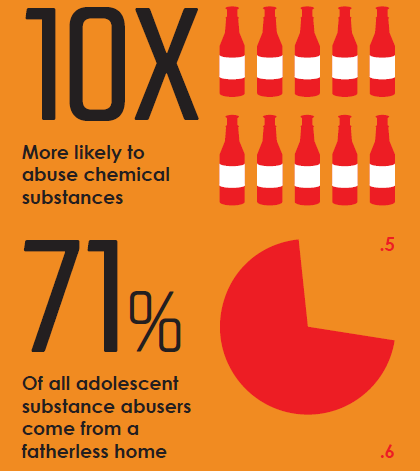 10X
More likely to
abuse chemical
substances
.5
71%
Of all adolescent
substance abusers
come from a
fatherless home
.6